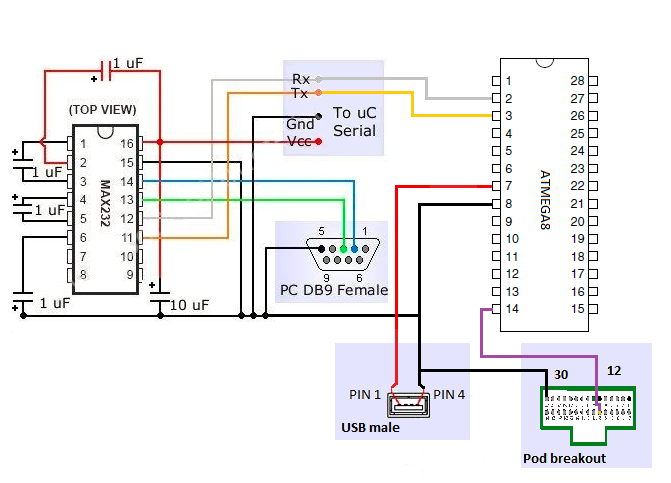 1 uF
(TOP VIEW)
1 16
2 15
3 14
4 13
5 12
6 11
7 10
8 9
MAX232
1 uF
1 uF
1 uF
10 uF
Rx
Tx
Gnd
Vcc
To uC
Serial
5 1
9 6
PC DB9 Female
1 28
2 27
3 26
4 25
5 24
6 23
7 22
8 21
9 20
10 19
11 18
12 17
13 16
14 15
ATMEGA8
PIN 1 PIN 4
USB male
30 12
Pod breakout